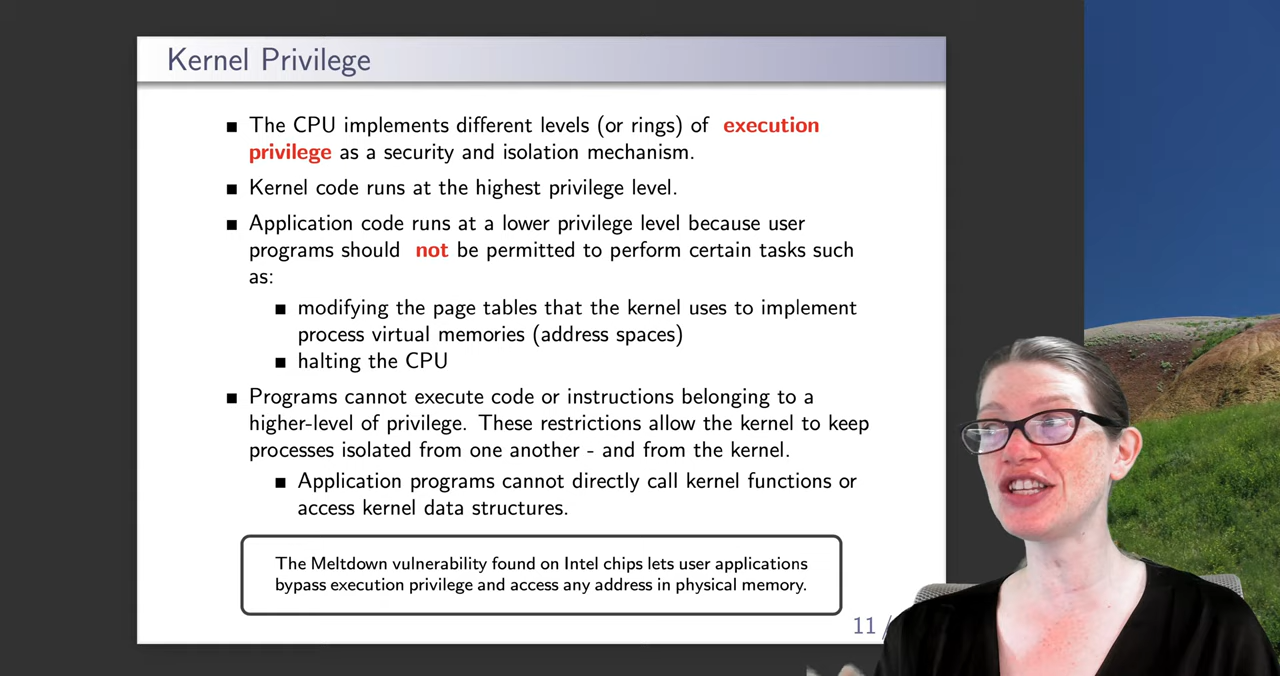 Kernel Privilege
■ The CPU implements different levels (or rings) of execution
privilege as a security and isolation mechanism.
■ Kernel code runs at the highest privilege level.
■ Application code runs at a lower privilege level because user
programs should not be permitted to perform certain tasks such
as:
■ modifying the page tables that the kernel uses to implement
process virtual memories (address spaces)
■ halting the CPU
■ Programs cannot execute code or instructions belonging to a
higher-level of privilege. These restrictions allow the kernel to keep
processes isolated from one another - and from the kernel.
■ Application programs cannot directly call kernel functions or
access kernel data structures.
The Meltdown vulnerability found on Intel chips lets user applications
bypass execution privilege and access any address in physical memory.
11 /